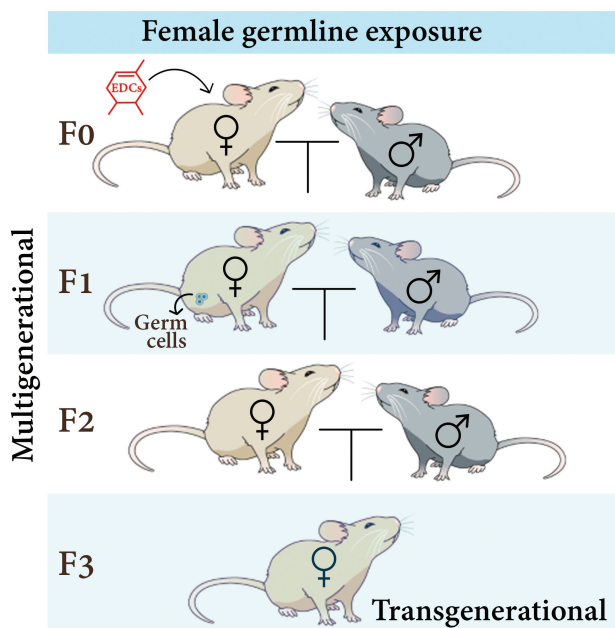 Female germline exposure
EDCs
F0
♀
♂
Multigenerational
F1
♀
♂
Germ
cells
F2
♀
♂
F3
♀
Transgenerational